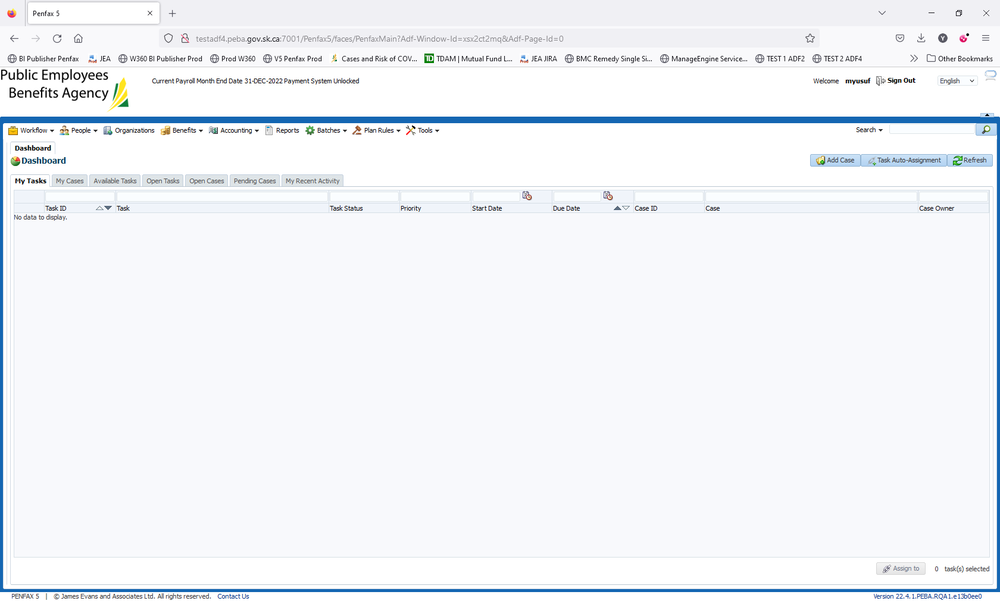 Penfax 5
testadf4.peba.gov.sk.ca:7001/Penfax5/faces/PenfaxMain?Adf-Window-Id=xsx2ct2mq&Adf-Page-Id=0
Y
BI Publisher Penfax JEA W360 BI Publisher Prod Prod W360 V5 Penfax Prod Cases and Risk of COV... TDAM | Mutual Fund L... JEA JIRA BMC Remedy Single Si... ManageEngine Service... TEST 1 ADF2 TEST 2 ADF4 Other Bookmarks
Public Employees
Benefits Agency
Current Payroll Month End Date 31-DEC-2022 Payment System Unlocked
Welcome myusuf Sign Out English
Workflow People Organizations Benefits Accounting Reports Batches Plan Rules Tools Search
Dashboard
Dashboard
Add Case Task Auto-Assignment Refresh
My Tasks My Cases Available Tasks Open Tasks Open Cases Pending Cases My Recent Activity
Task ID Task Task Status Priority Start Date Due Date Case ID Case Case Owner
No data to display.
Assign to 0 task(s) selected
PENFAX 5 | © James Evans and Associates Ltd. All rights reserved. Contact Us
Version 22.4.1.PEBA.RQA1.e13b0ee0